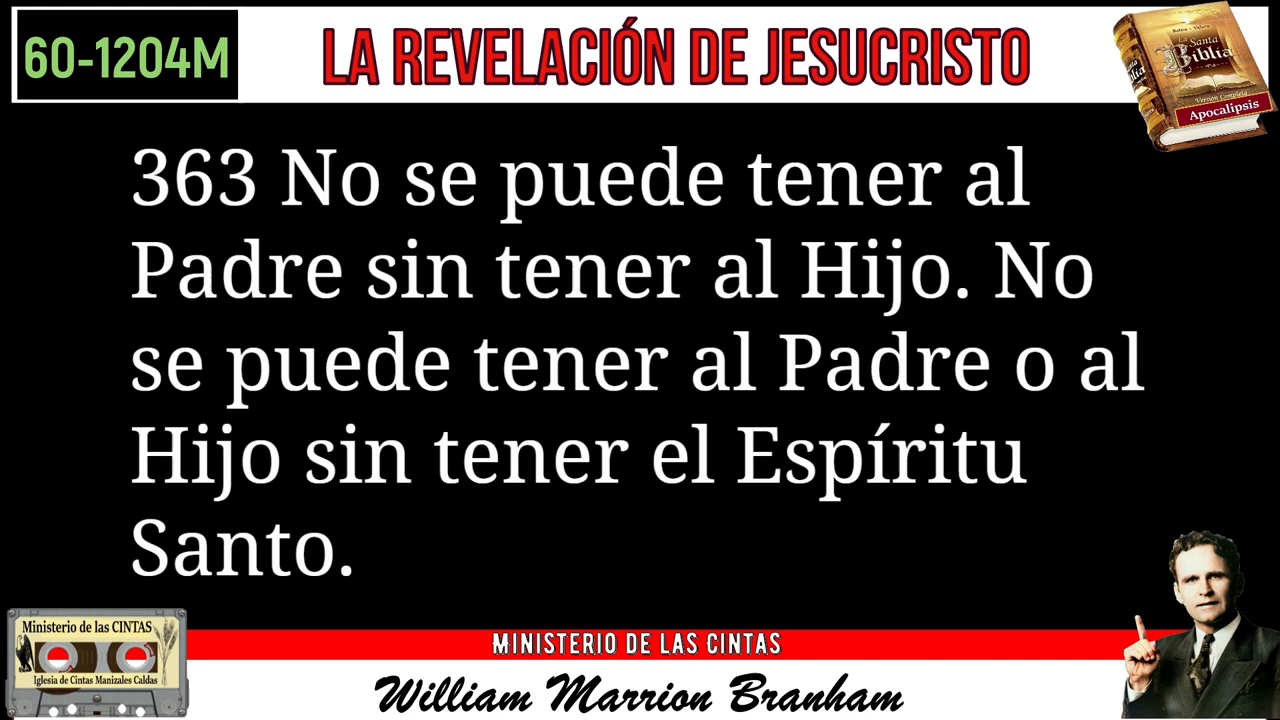 60-1204M
LA REVELACIÓN DE JESUCRISTO
La Santa
Biblia
Versión Completa
Apocalipsis
363 No se puede tener al
Padre sin tener al Hijo. No
se puede tener al Padre o al
Hijo sin tener el Espíritu
Santo.
Ministerio de las CINTAS
Iglesia de Cintas Manizales Caldas
MINISTERIO DE LAS CINTAS
William Marrion Branham